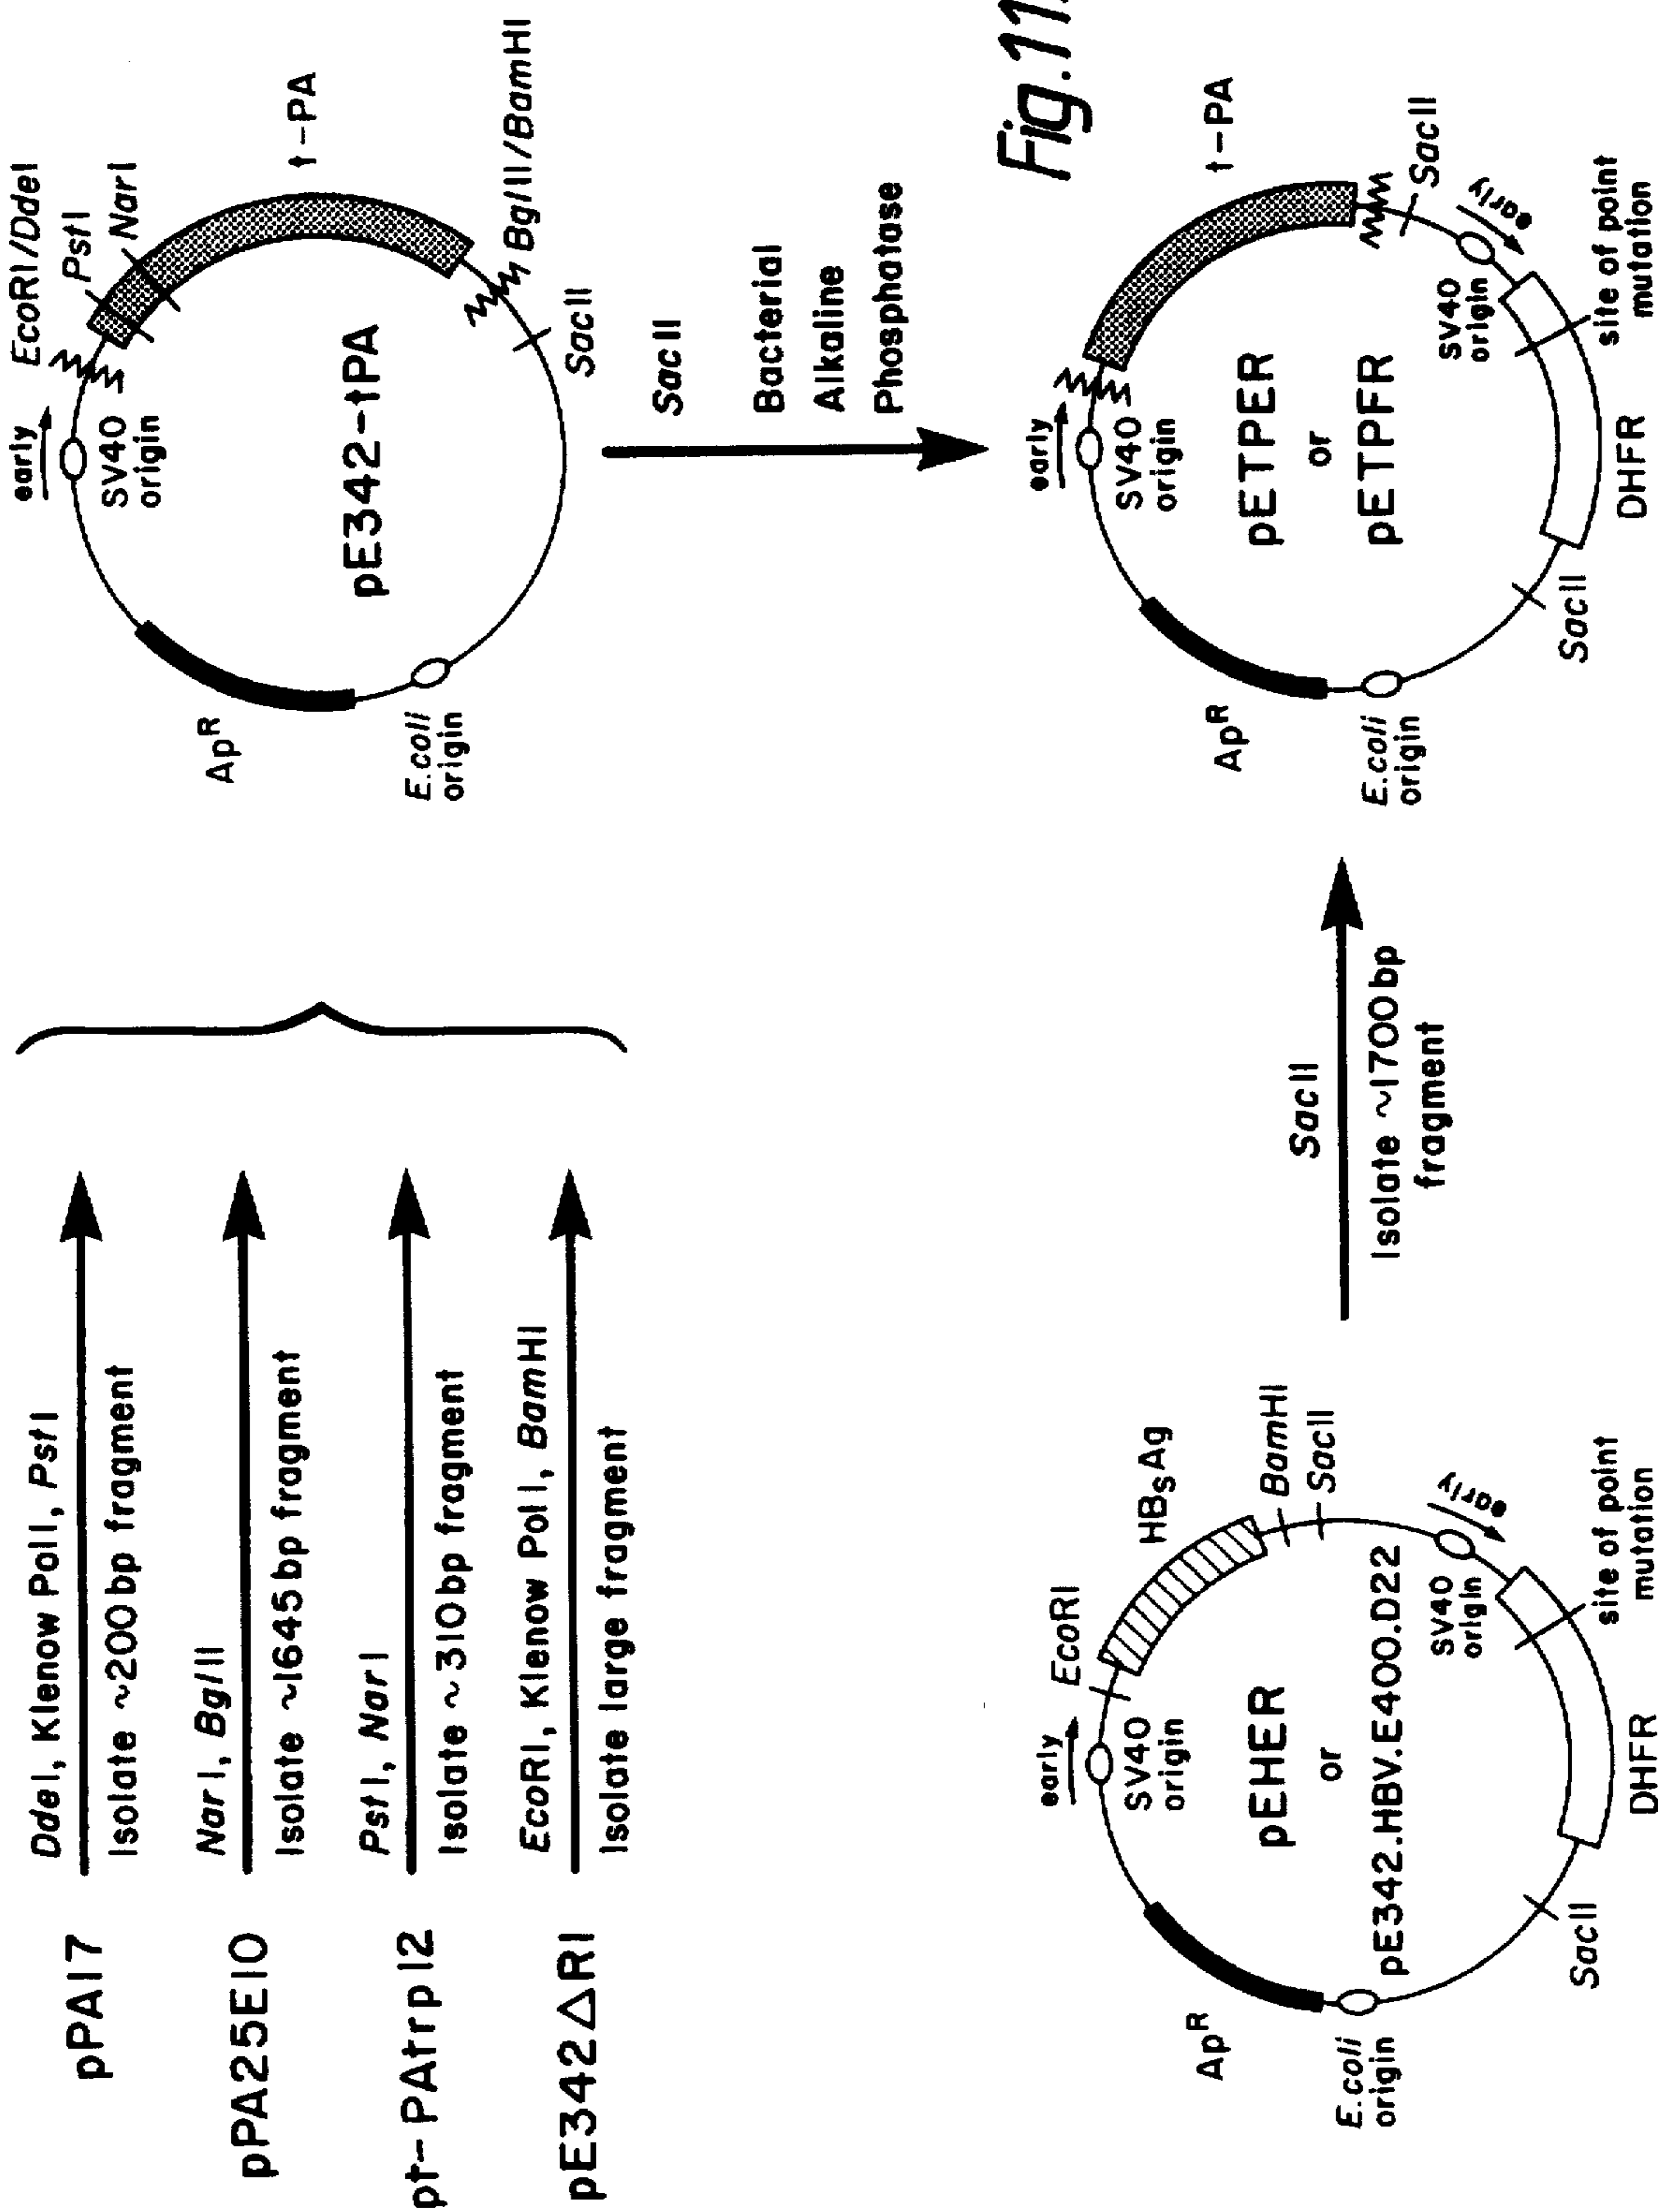 pPA17
DdeI, Klenow PolI, PstI
Isolate ~200bp fragment
pPA25E10
NarI, BglII
Isolate ~1645bp fragment
pt-PAtrp12
PstI, NarI
Isolate ~310bp fragment
pE342△R1
EcoRI, Klenow PolI, BamHI
Isolate large fragment
early
SV40
origin
EcoRI/DdeI
PstI
NarI
t-PA
BglII/BamHI
SacII
E.coli
origin
ApR
pE342-tPA
SacII
Bacterial
Alkaline
Phosphatase
Fig.11.
early
SV40
origin
EcoRI
HBsAg
BamHI
SacII
early
SV40
origin
site of point
mutation
DHFR
SacII
E.coli
origin
ApR
pEHER
or
pE342.HBV.E400.D22
SacII
Isolate ~1700bp
fragment
early
SV40
origin
t-PA
SacII
early
SV40
origin
site of point
mutation
DHFR
SacII
E.coli
origin
ApR
pETPER
or
pETPFR